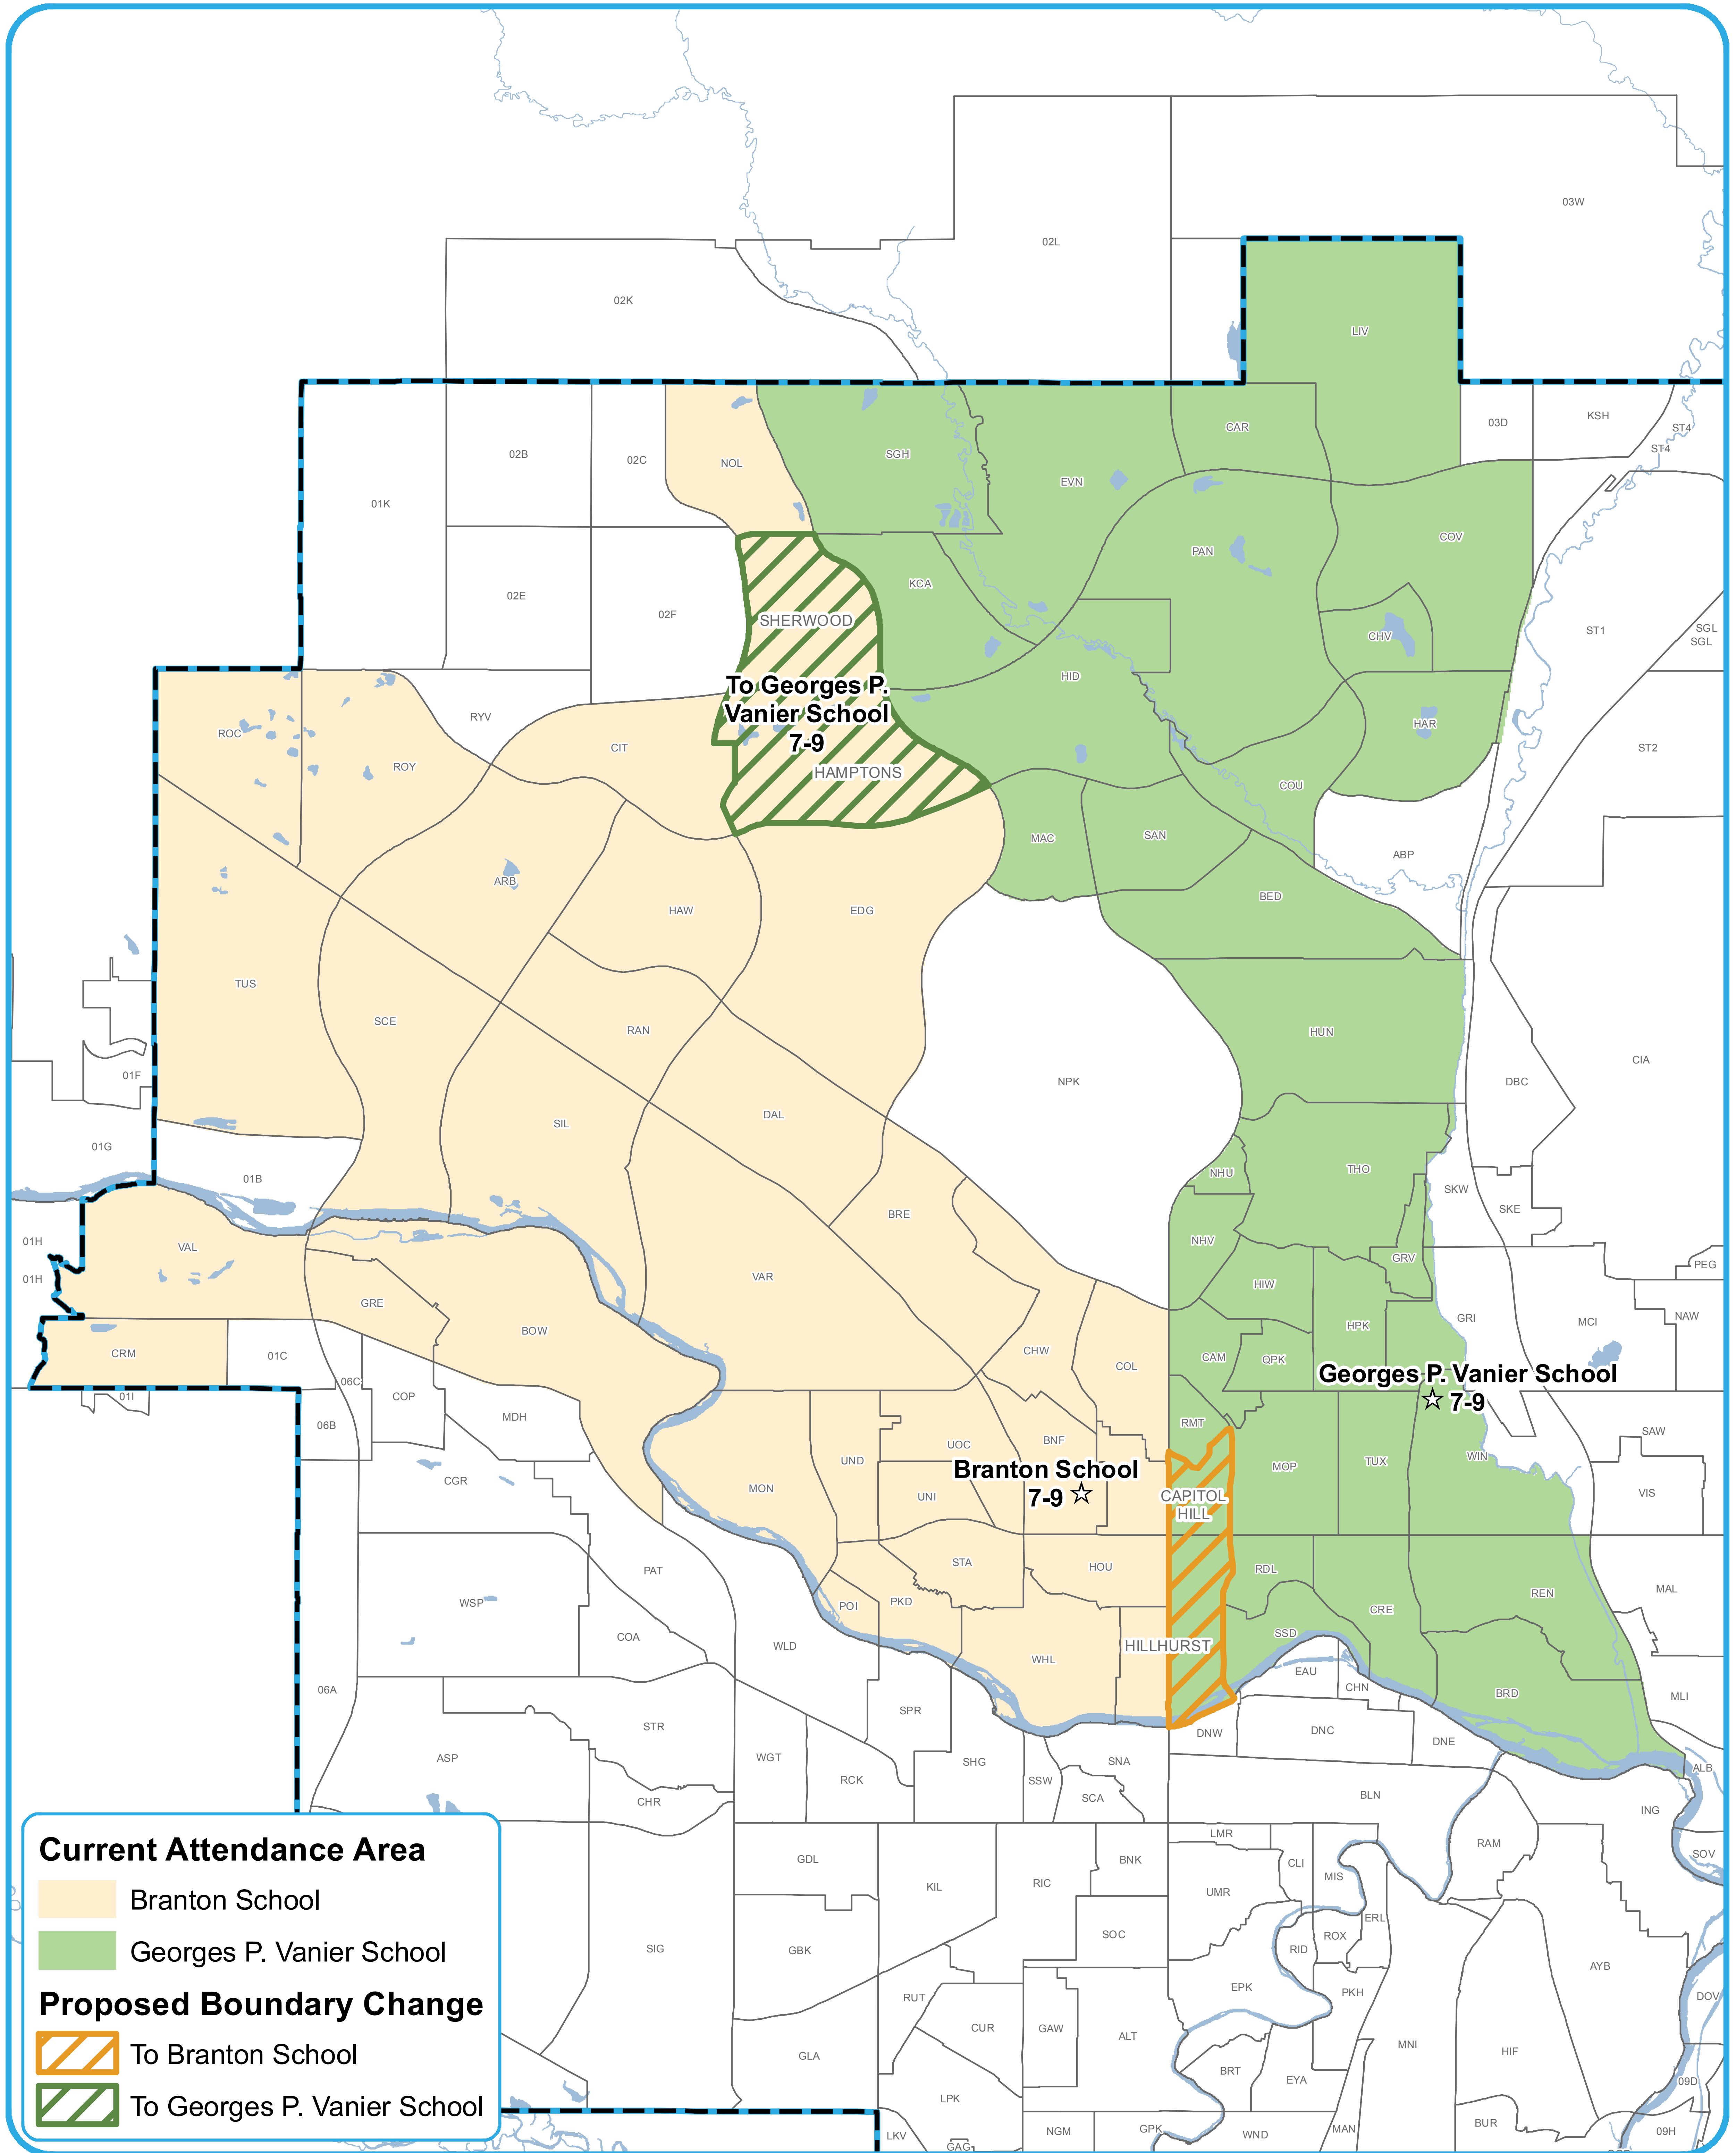 03W
02L
02K
LIV
03D
KSH
ST4
ST4
CAR
SGH
02B
02C
NOL
EVN
01K
COV
PAN
KCA
02E
02F
SHERWOOD
CHV
ST1
SGL
SGL
HID
To Georges P.
Vanier School
7-9
HAMPTONS
RYV
ROC
CIT
ROY
HAR
ST2
COU
MAC
SAN
ABP
ARB
HAW
EDG
BED
TUS
SCE
RAN
HUN
NPK
CIA
DBC
01F
DAL
SIL
01G
01B
NHU
THO
SKW
SKE
BRE
01H
VAL
NHV
GRV
PEG
01H
VAR
HIW
GRE
BOW
HPK
GRI
MCI
NAW
CRM
01C
CHW
COL
CAM
QPK
Georges P. Vanier School
7-9
06C
COP
01I
MDH
06B
RMT
UOC
BNF
UND
WIN
SAW
Branton School
7-9
CGR
MON
UNI
CAPITOL
HILL
MOP
TUX
VIS
PAT
STA
HOU
RDL
REN
MAL
WSP
POI
PKD
CRE
COA
WLD
HILLHURST
SSD
WHL
EAU
CHN
06A
BRD
MLI
SPR
STR
DNW
DNC
DNE
ASP
WGT
SHG
SNA
RCK
SSW
SCA
CHR
BLN
ALB
ING
LMR
RAM
SOV
GDL
BNK
CLI
MIS
KIL
RIC
UMR
ERL
SOC
ROX
RID
SIG
GBK
AYB
EPK
PKH
DOV
RUT
CUR
GAW
ALT
MNI
HIF
GLA
BRT
EYA
09D
LPK
BUR
LKV
GAG
NGM
GPK
WND
MAN
09H
Current Attendance Area
Branton School
Georges P. Vanier School
Proposed Boundary Change
To Branton School
To Georges P. Vanier School